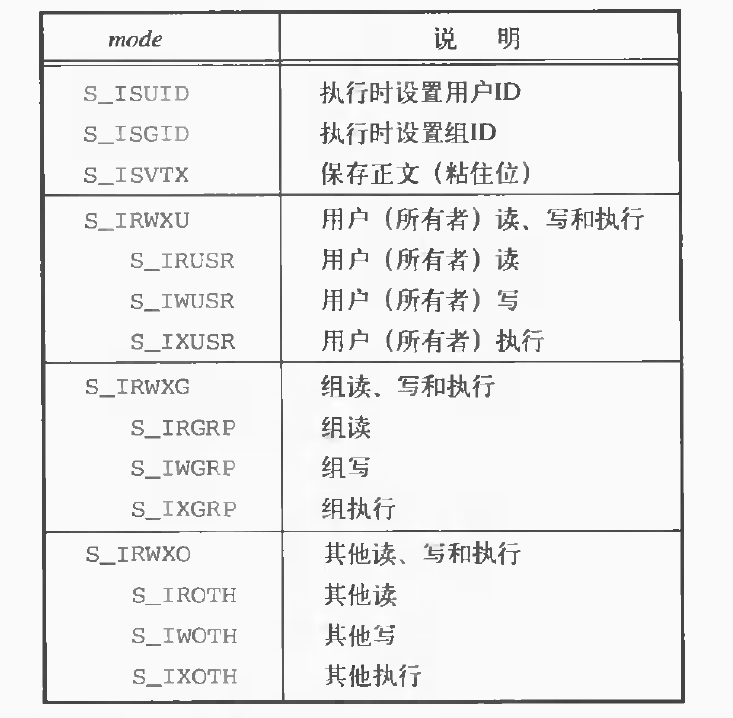 mode 说 明
S_ISUID 执行时设置用户ID
S_ISGID 执行时设置组ID
S_ISVTX 保存正文（粘住位）
S_IRWXU 用户（所有者）读、写和执行
S_IRUSR 用户（所有者）读
S_IWUSR 用户（所有者）写
S_IXUSR 用户（所有者）执行
S_IRWXG 组读、写和执行
S_IRGRP 组读
S_IWGRP 组写
S_IXGRP 组执行
S_IRWXO 其他读、写和执行
S_IROTH 其他读
S_IWOTH 其他写
S_IXOTH 其他执行